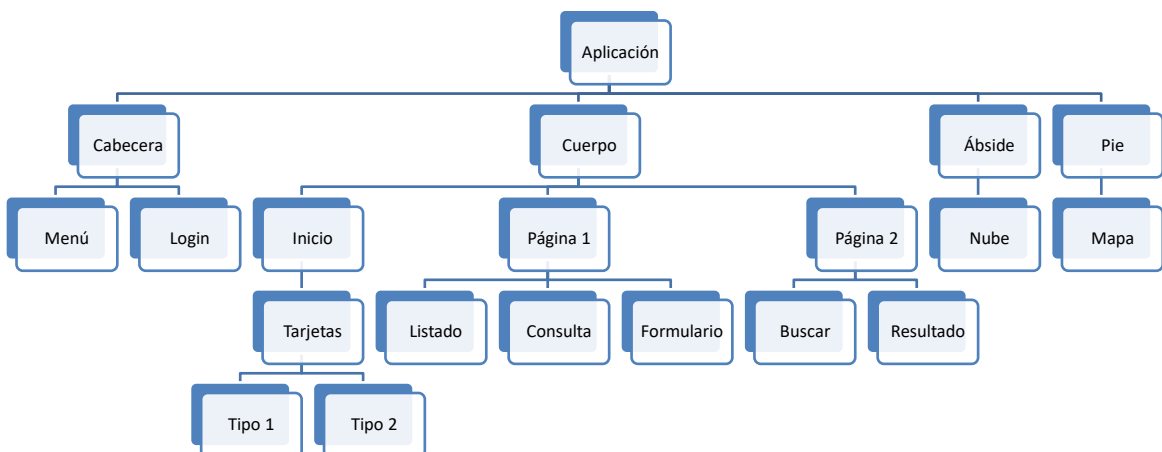 Aplicación
Cabecera
Cuerpo
Ábside
Pie
Menú
Login
Inicio
Página 1
Página 2
Nube
Mapa
Tarjetas
Listado
Consulta
Formulario
Buscar
Resultado
Tipo 1
Tipo 2